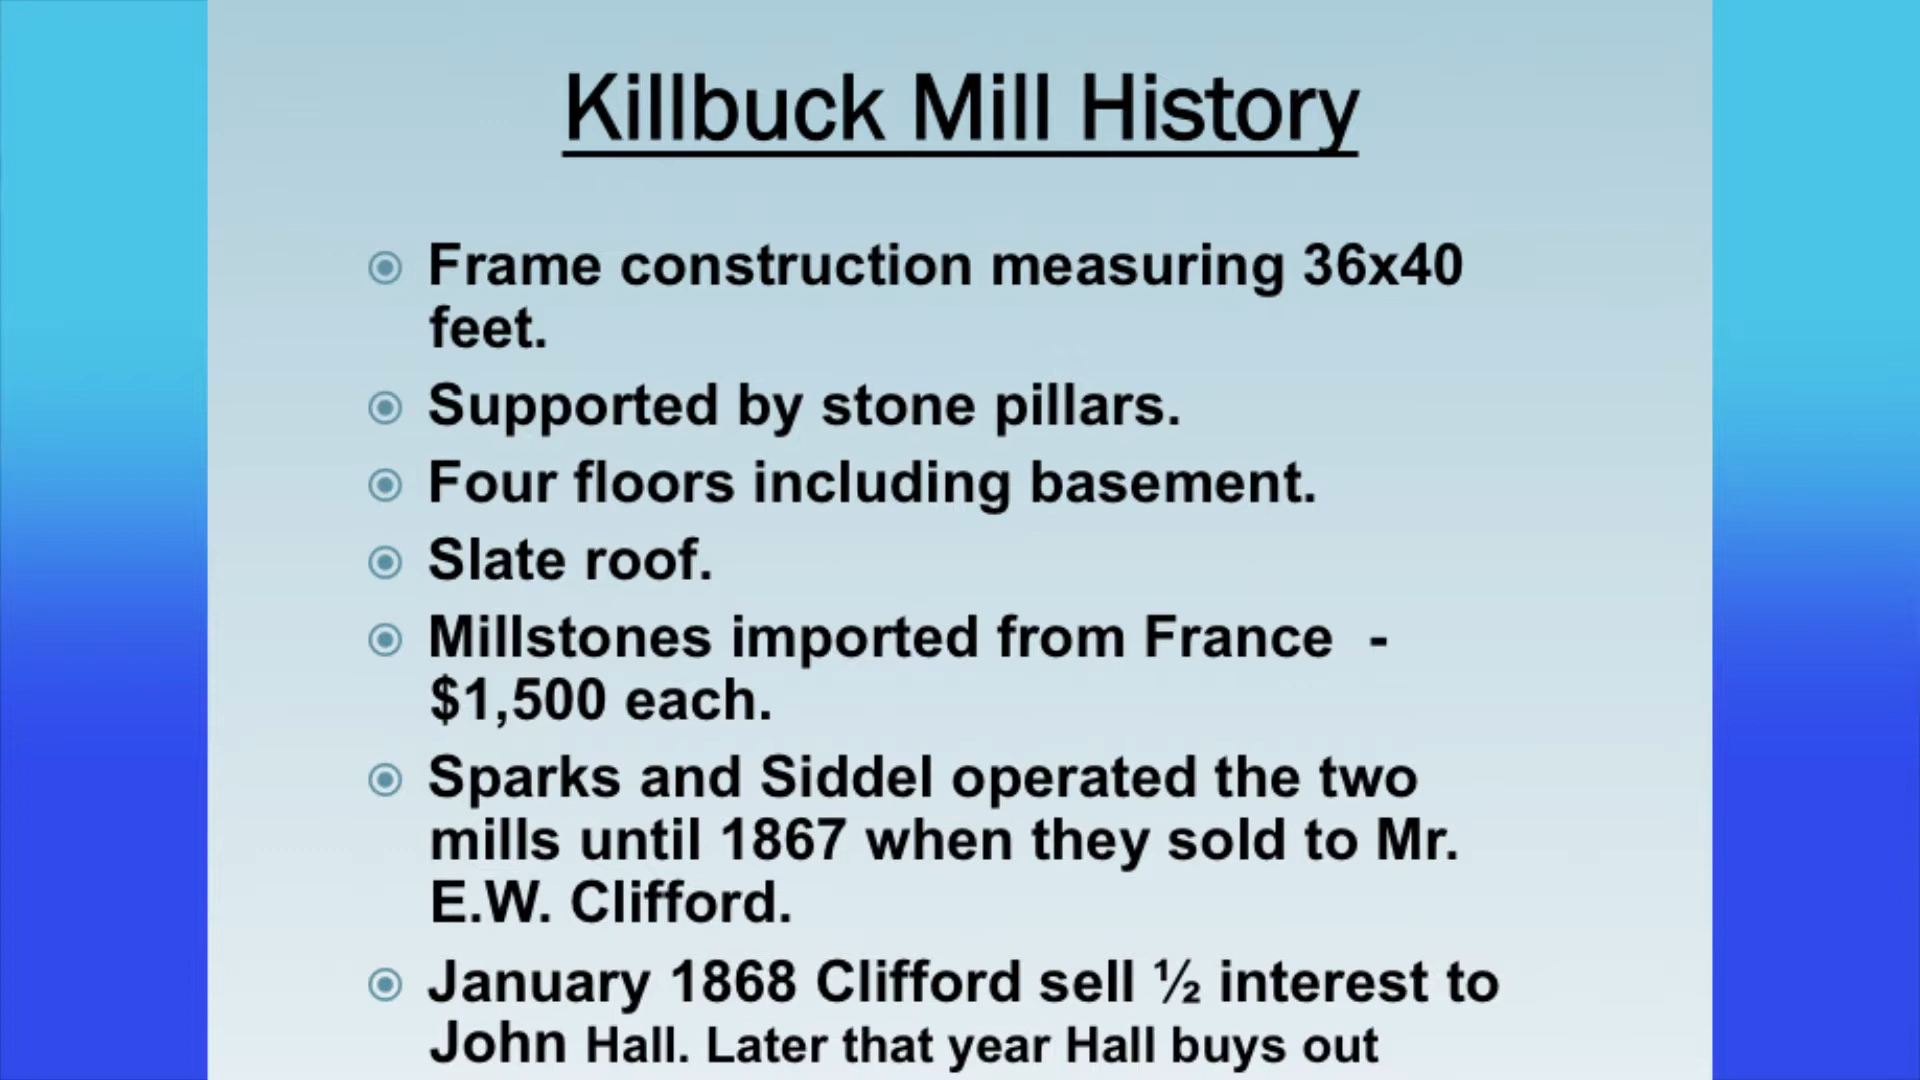 Killbuck Mill History
Frame construction measuring 36x40
feet.
Supported by stone pillars.
Four floors including basement.
Slate roof.
Millstones imported from France  -
$1,500 each.
Sparks and Siddel operated the two
mills until 1867 when they sold to Mr.
E.W. Clifford.
January 1868 Clifford sell ½ interest to
John Hall. Later that year Hall buys out